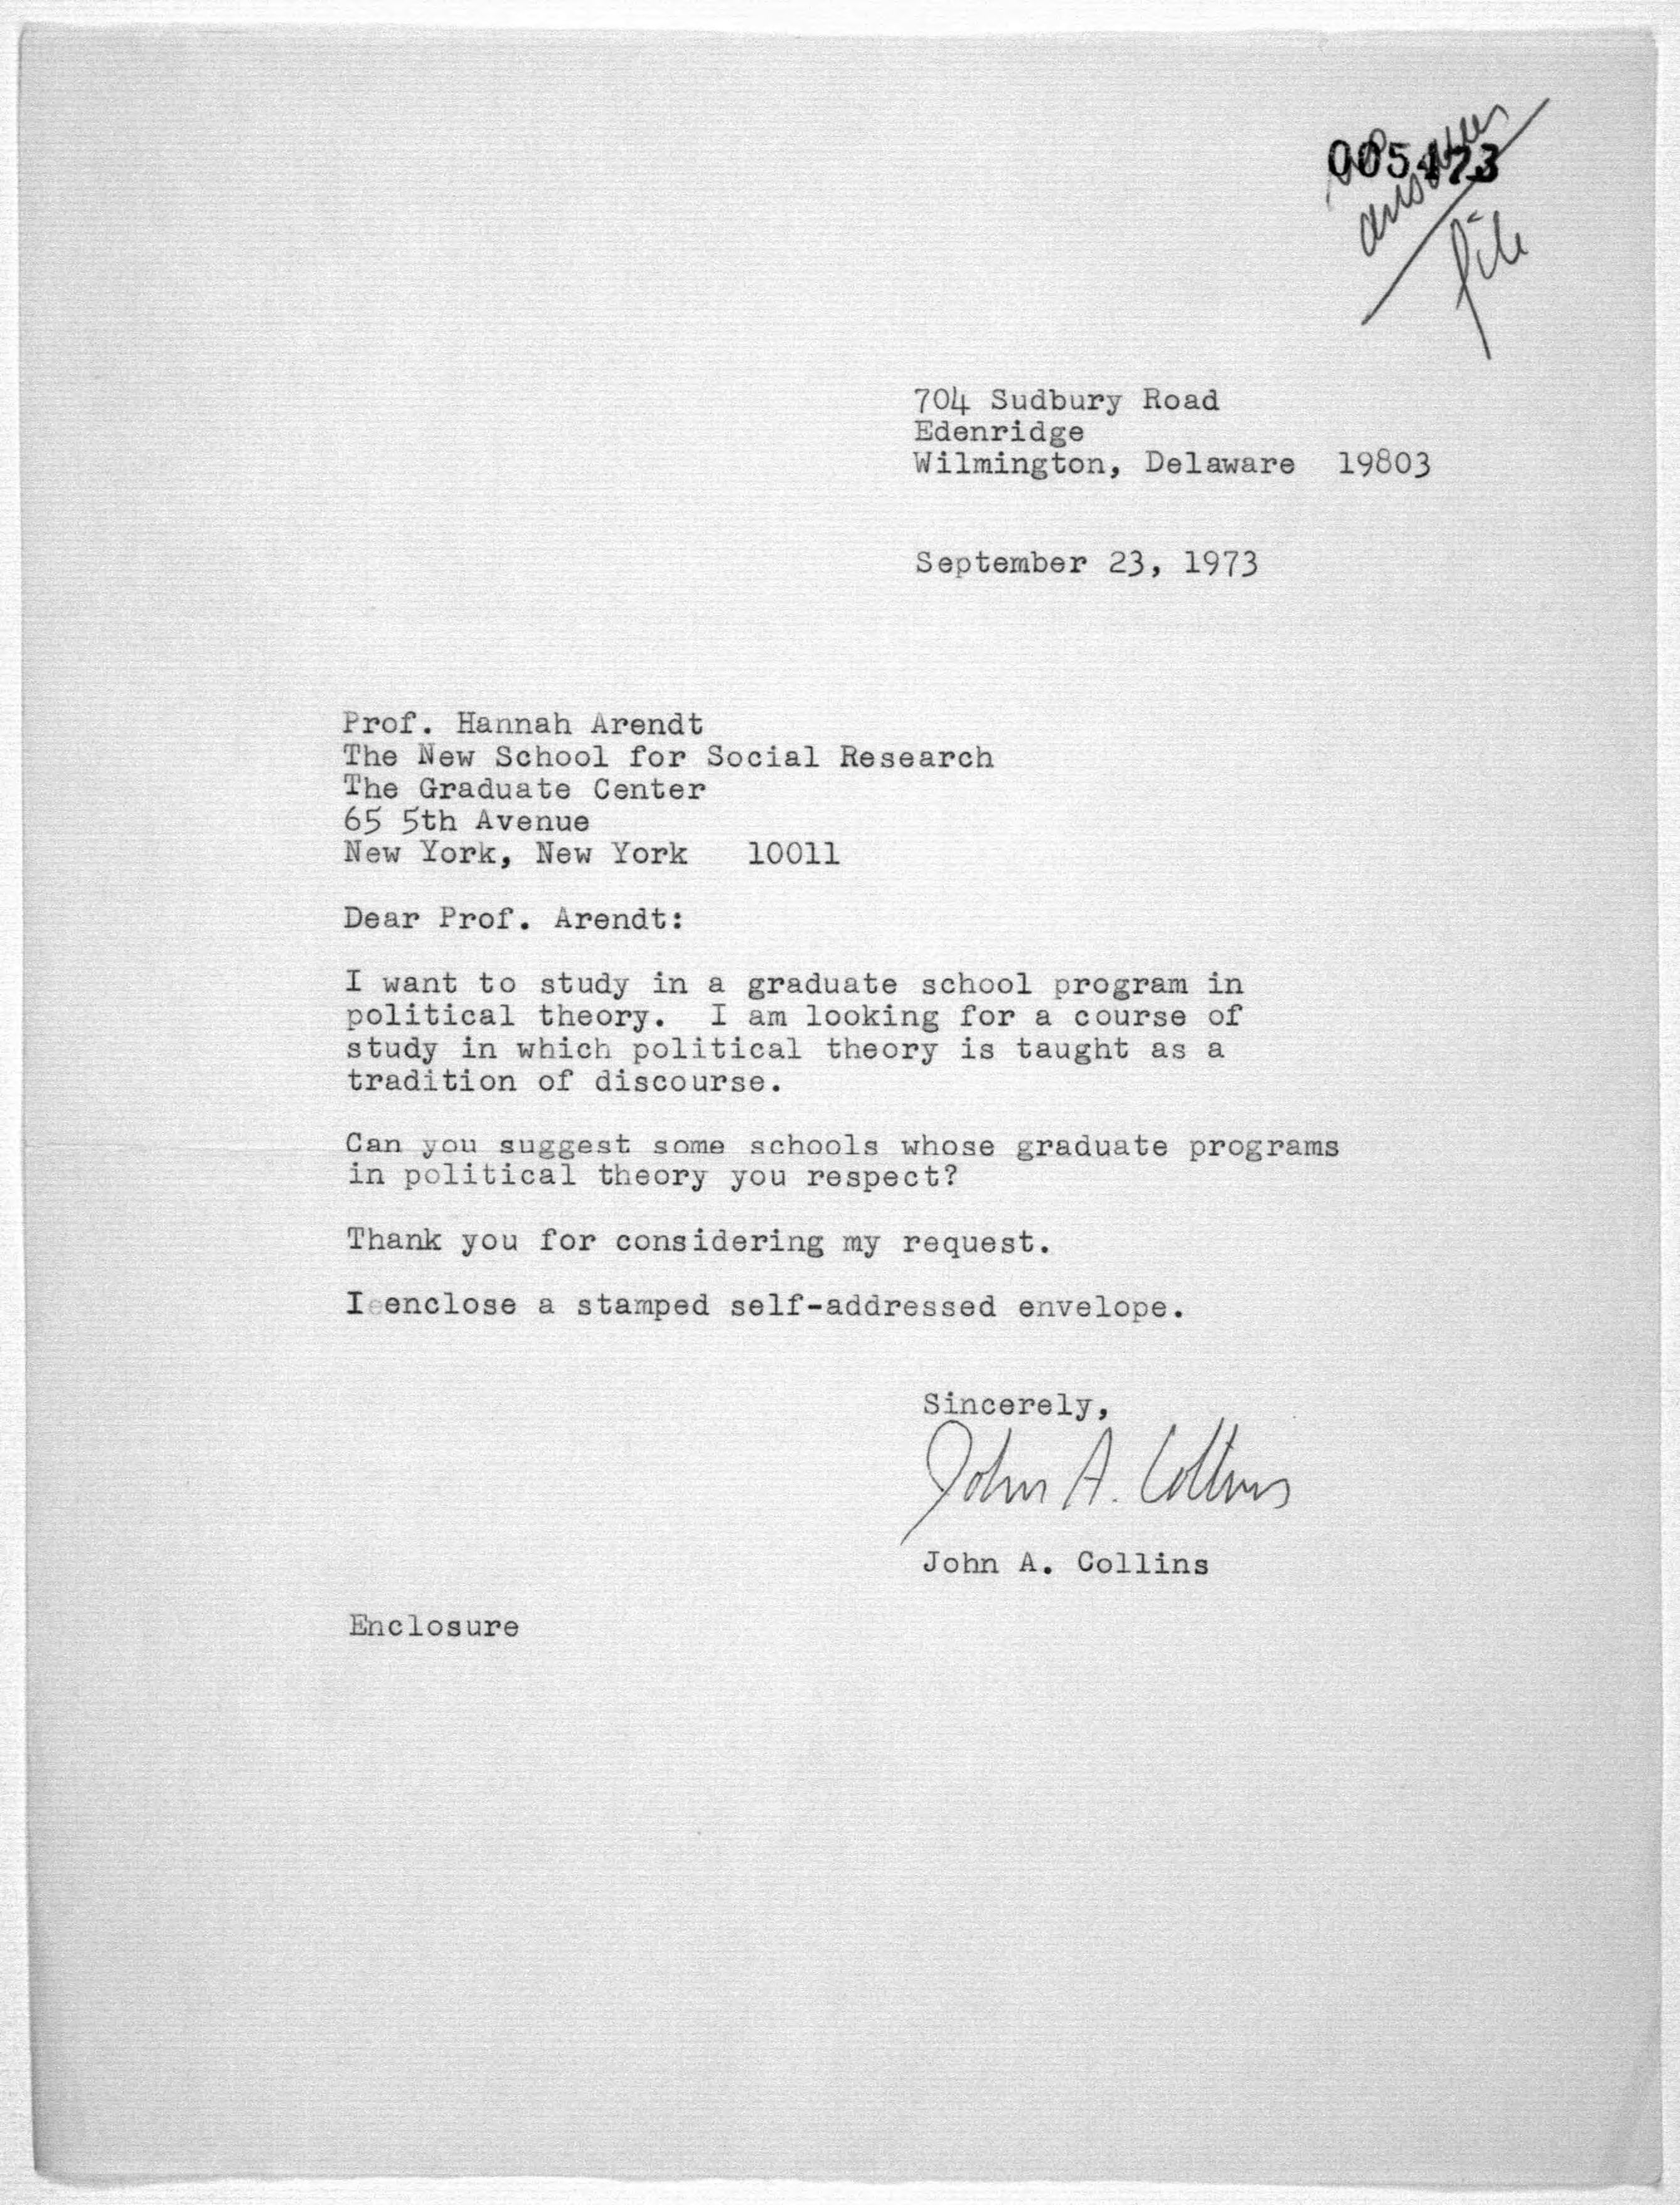 005173
no
answer
file
704 Sudbury Road
Edenridge
Wilmington, Delaware 19803
September 23, 1973
Prof. Hannah Arendt
The New School for Social Research
The Graduate Center
65 5th Avenue
New York, New York 10011
Dear Prof. Arendt:
I want to study in a graduate school program in
political theory. I am looking for a course of
study in which political theory is taught as a
tradition of discourse.
Can you suggest some schools whose graduate programs
in political theory you respect?
Thank you for considering my request.
I enclose a stamped self-addressed envelope.
Sincerely,
John A. Collins
John A. Collins
Enclosure